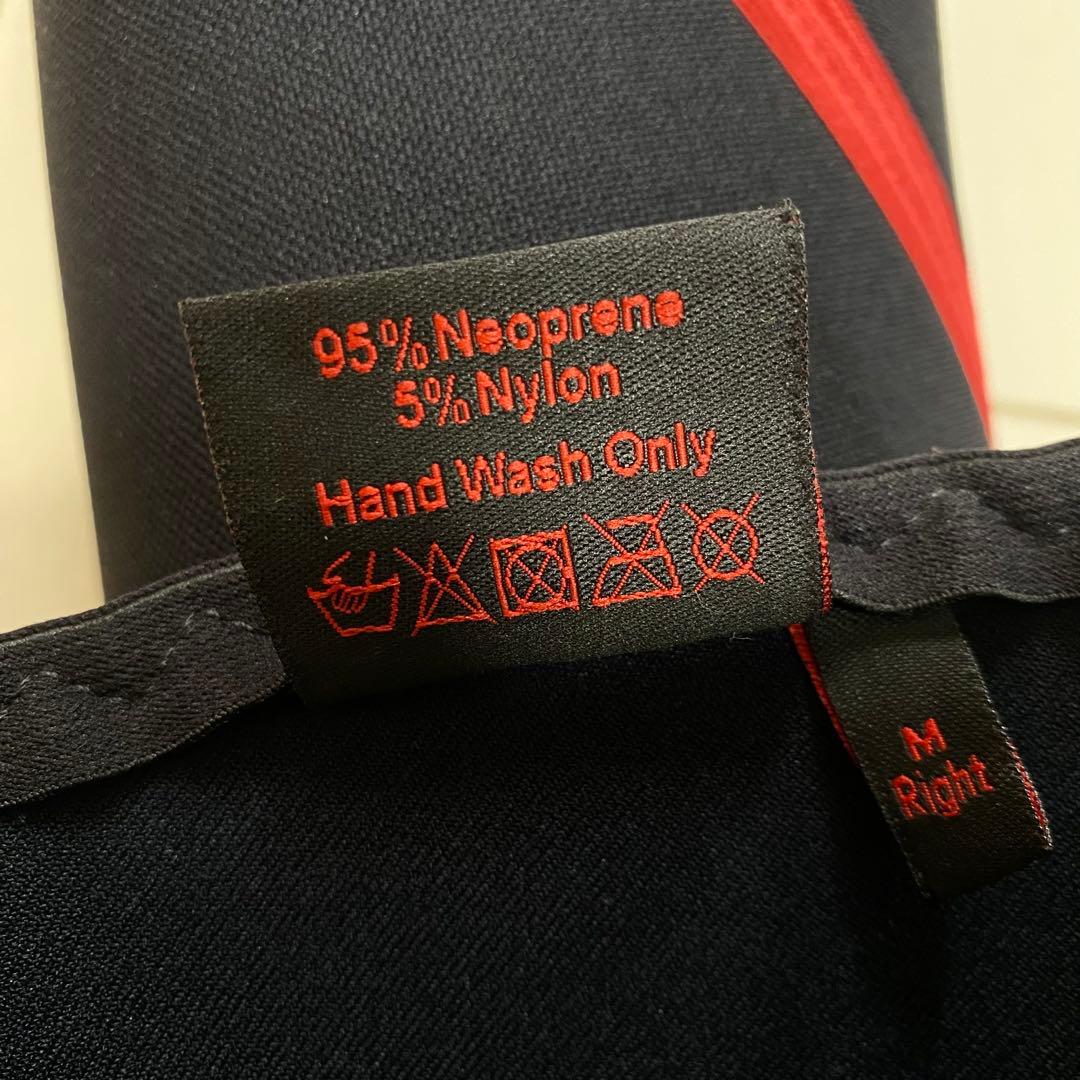 95% Neoprene
5% Nylon
Hand Wash Only
M
Right